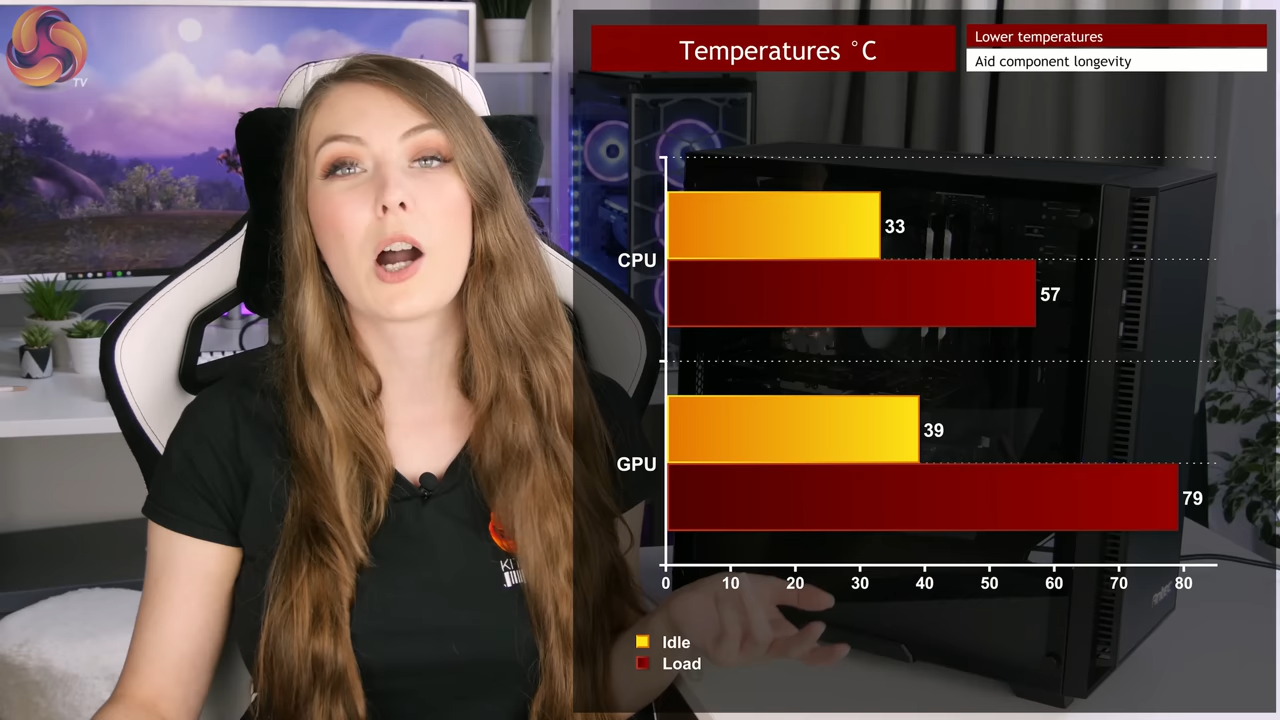 TV
Temperatures °C
Lower temperatures
Aid component longevity
CPU
33
57
GPU
39
79
0 10 20 30 40 50 60 70 80
Idle
Load